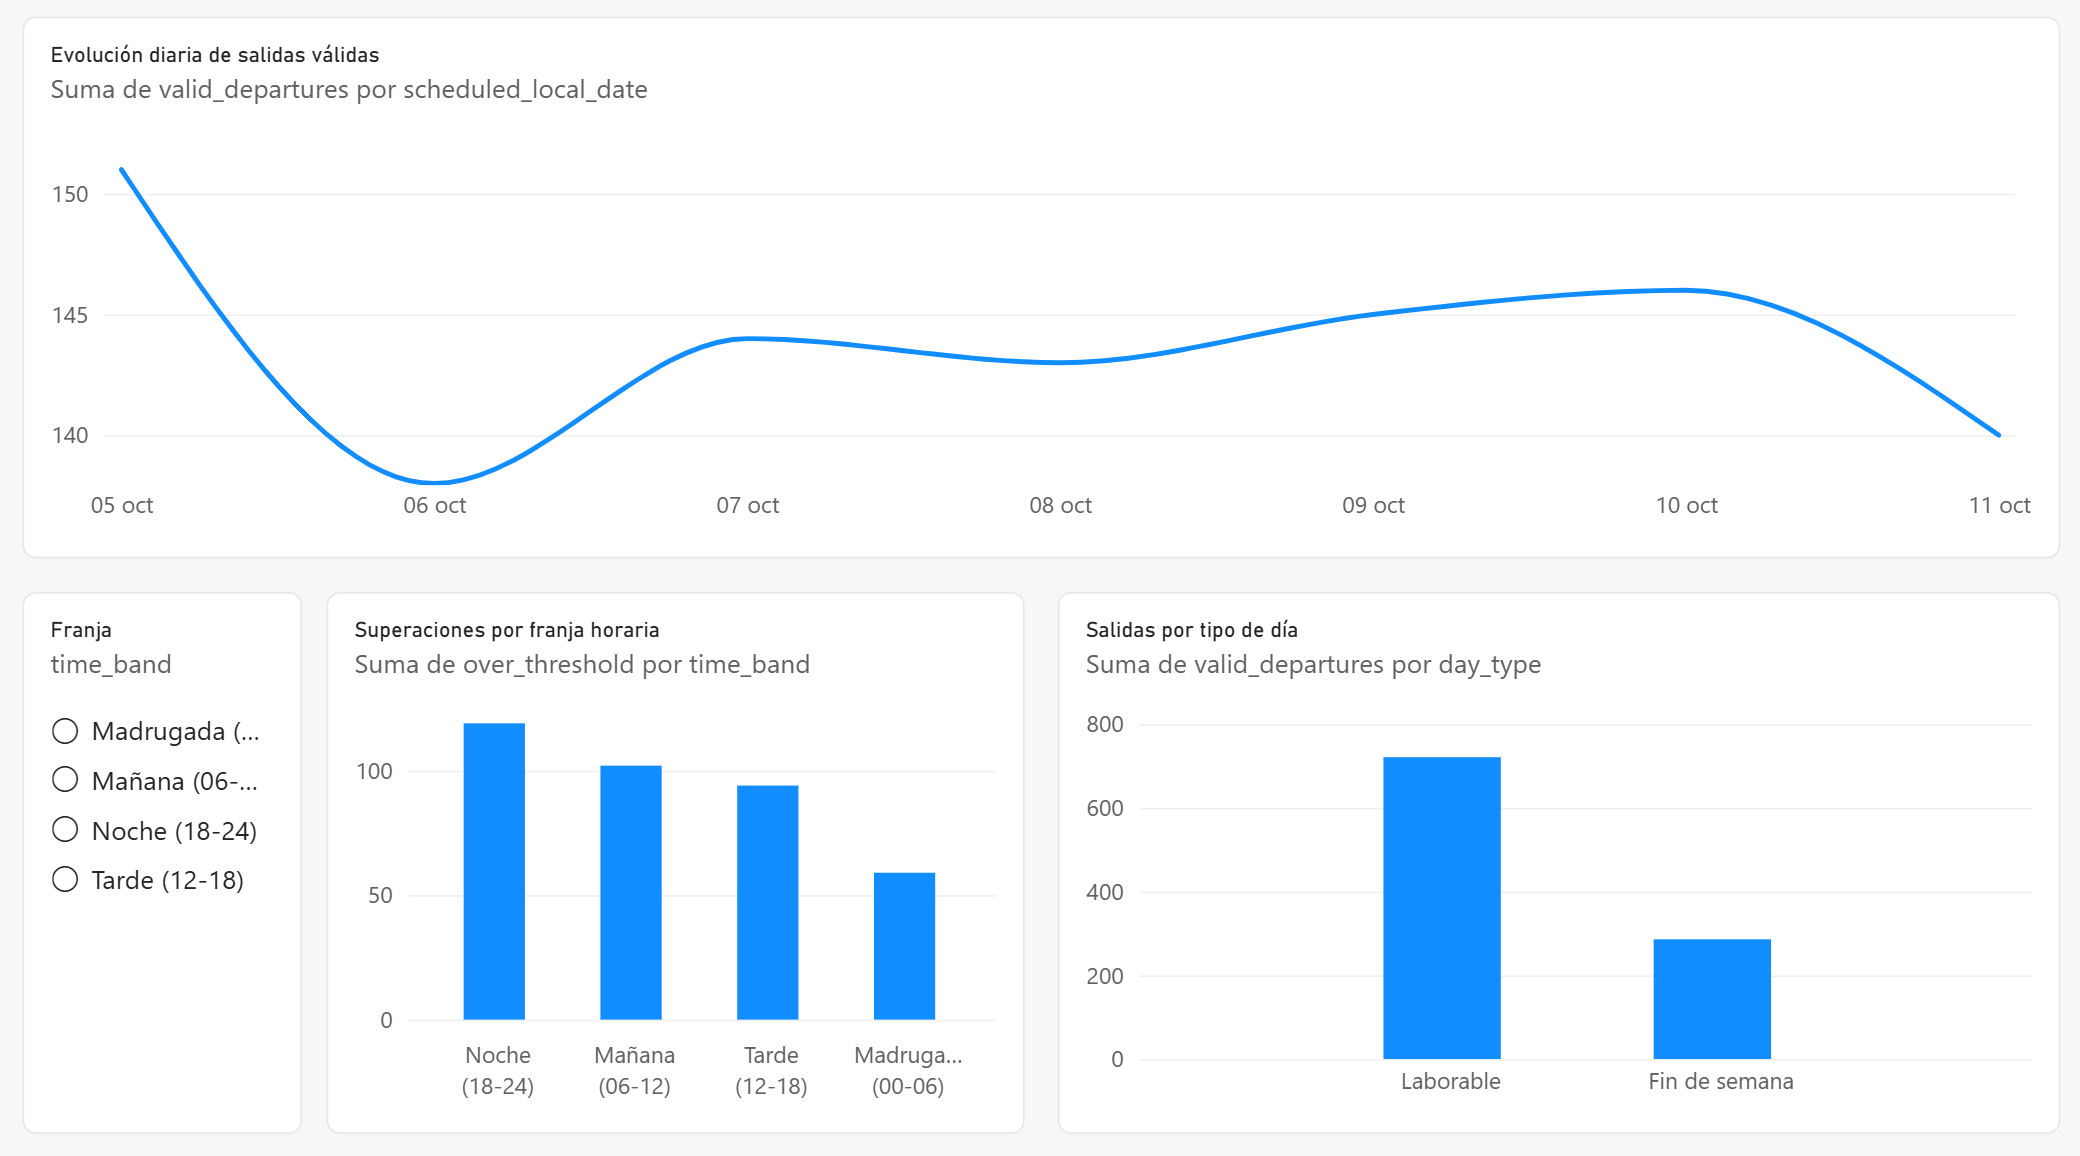 Evolución diaria de salidas válidas
Suma de valid_departures por scheduled_local_date
150
145
140
05 oct
06 oct
07 oct
08 oct
09 oct
10 oct
11 oct
Franja
time_band
Madrugada (...
Mañana (06-...
Noche (18-24)
Tarde (12-18)
Superaciones por franja horaria
Suma de over_threshold por time_band
100
50
0
Noche
(18-24)
Mañana
(06-12)
Tarde
(12-18)
Madruga...
(00-06)
Salidas por tipo de día
Suma de valid_departures por day_type
800
600
400
200
0
Laborable
Fin de semana